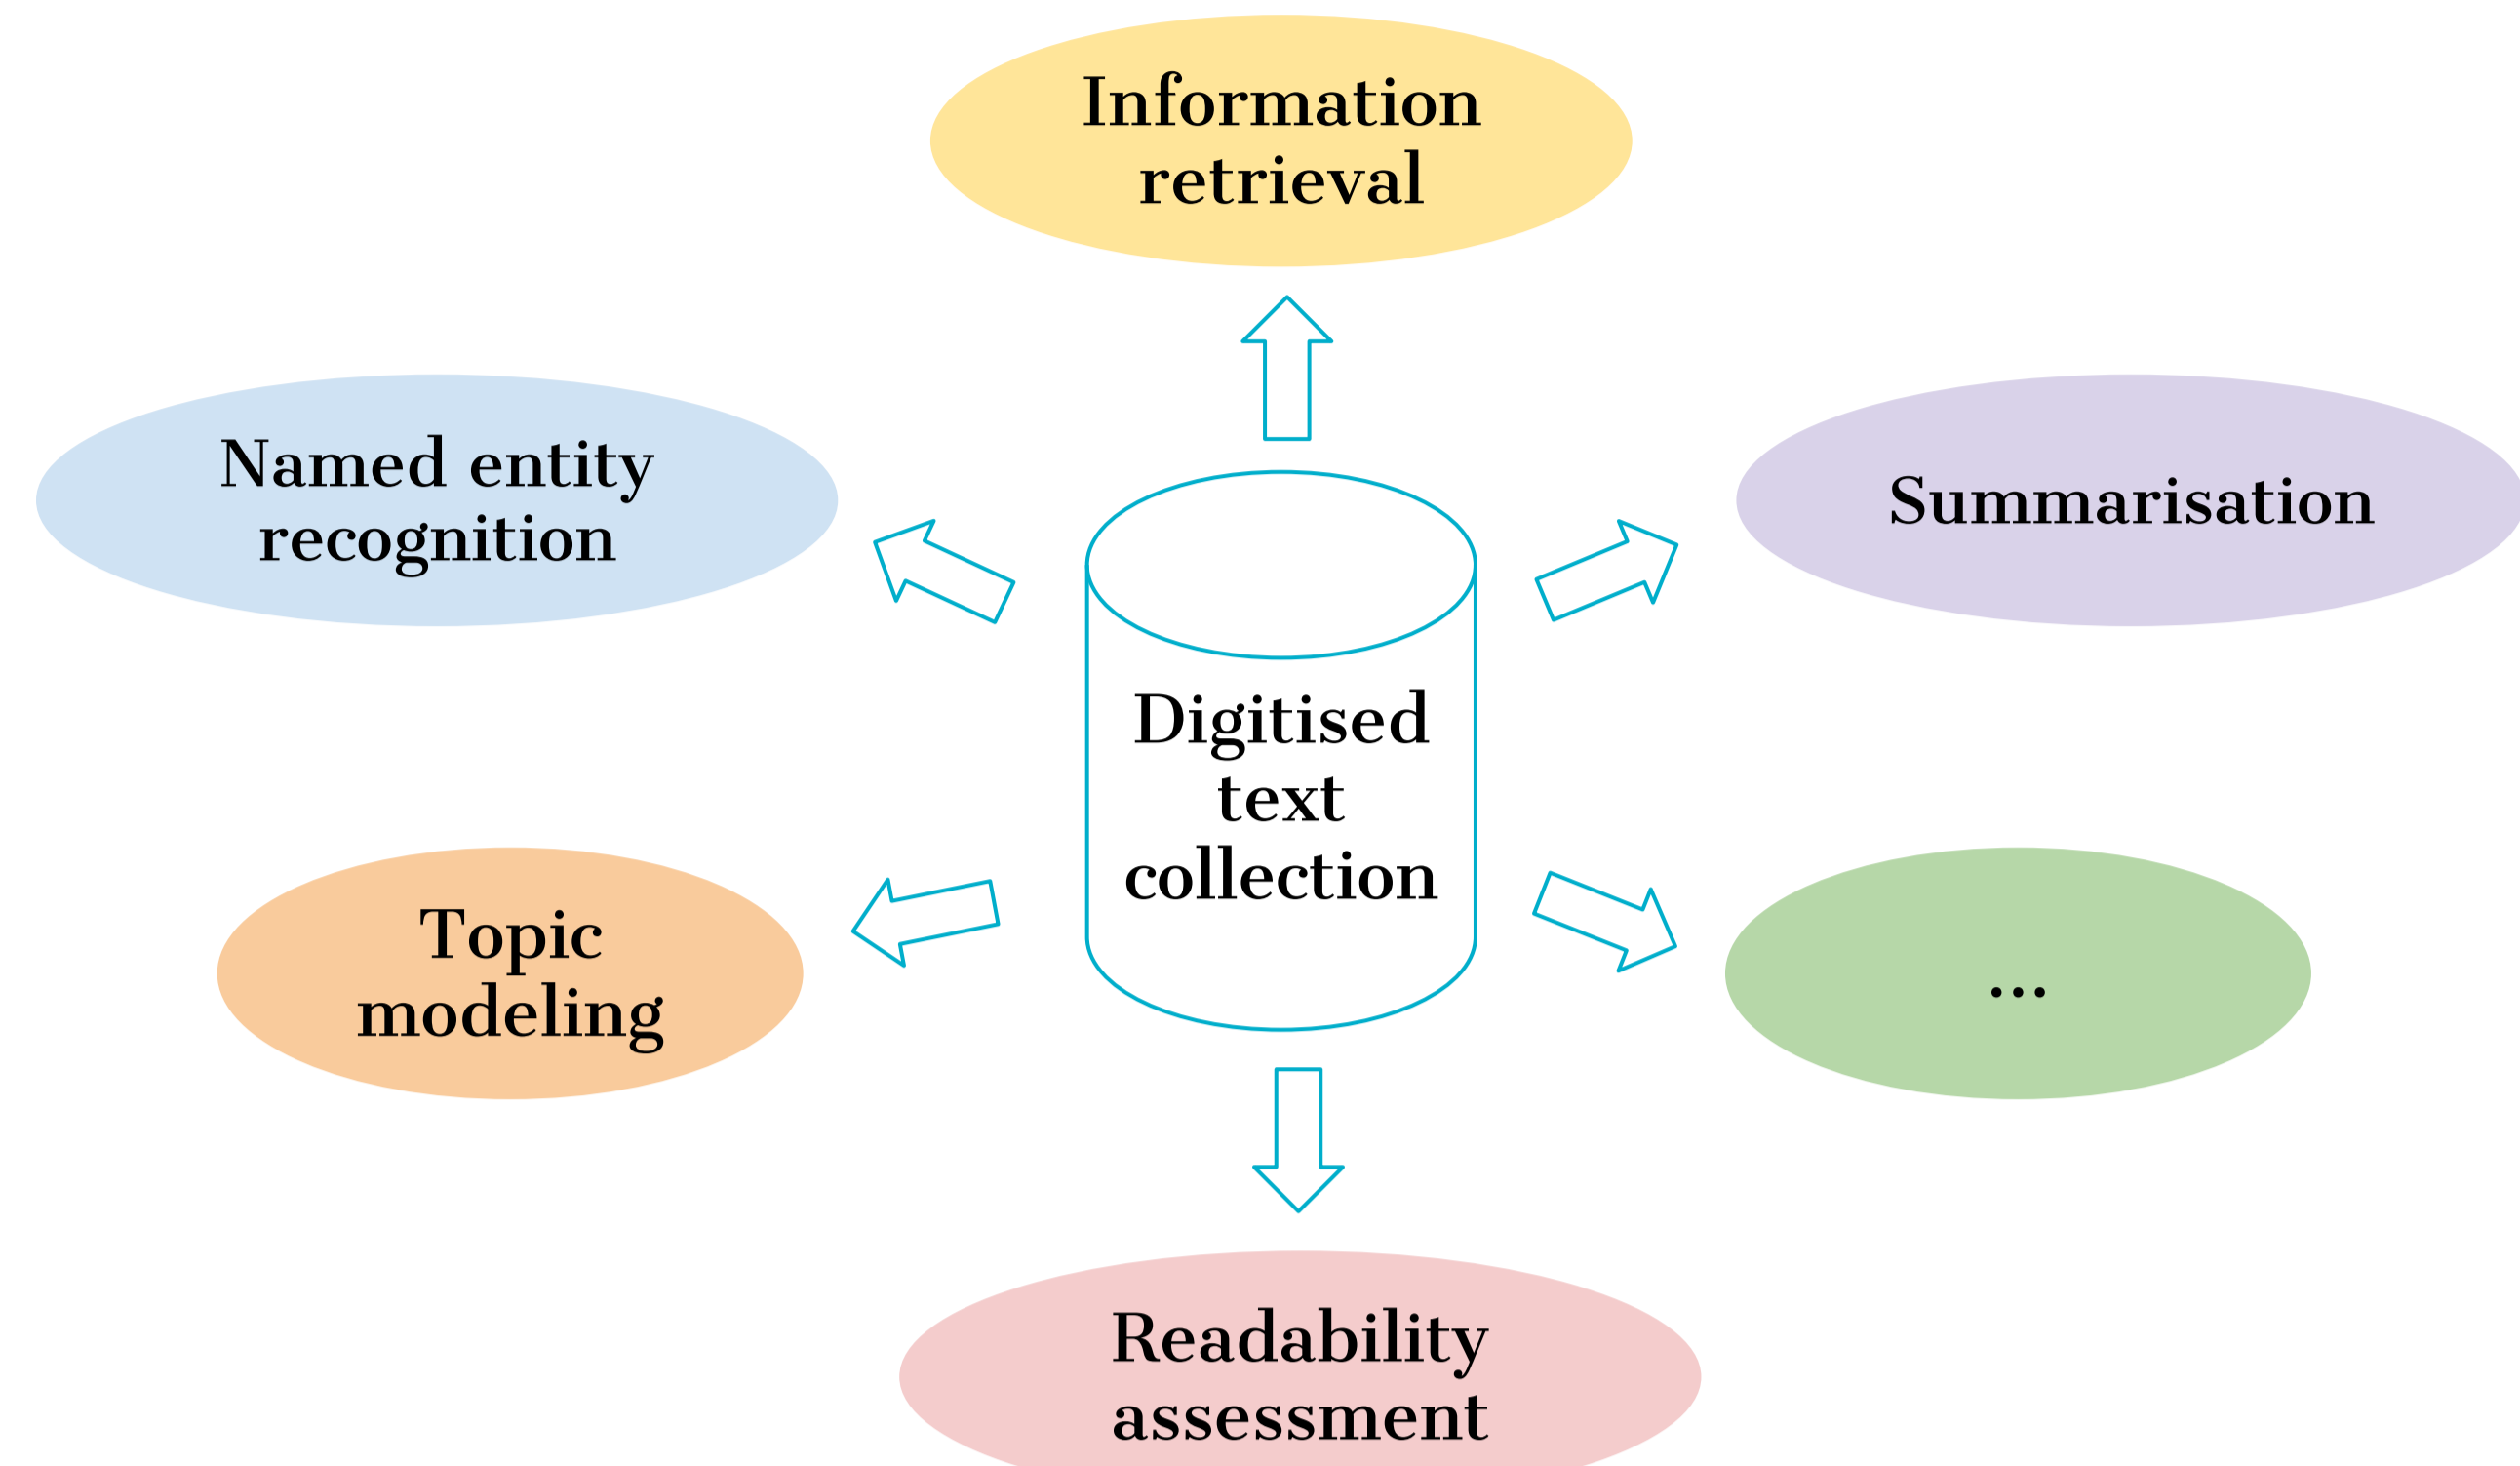 Information
retrieval
Named entity
recognition
Summarisation
Digitised
text
collection
Topic
modeling
...
Readability
assessment